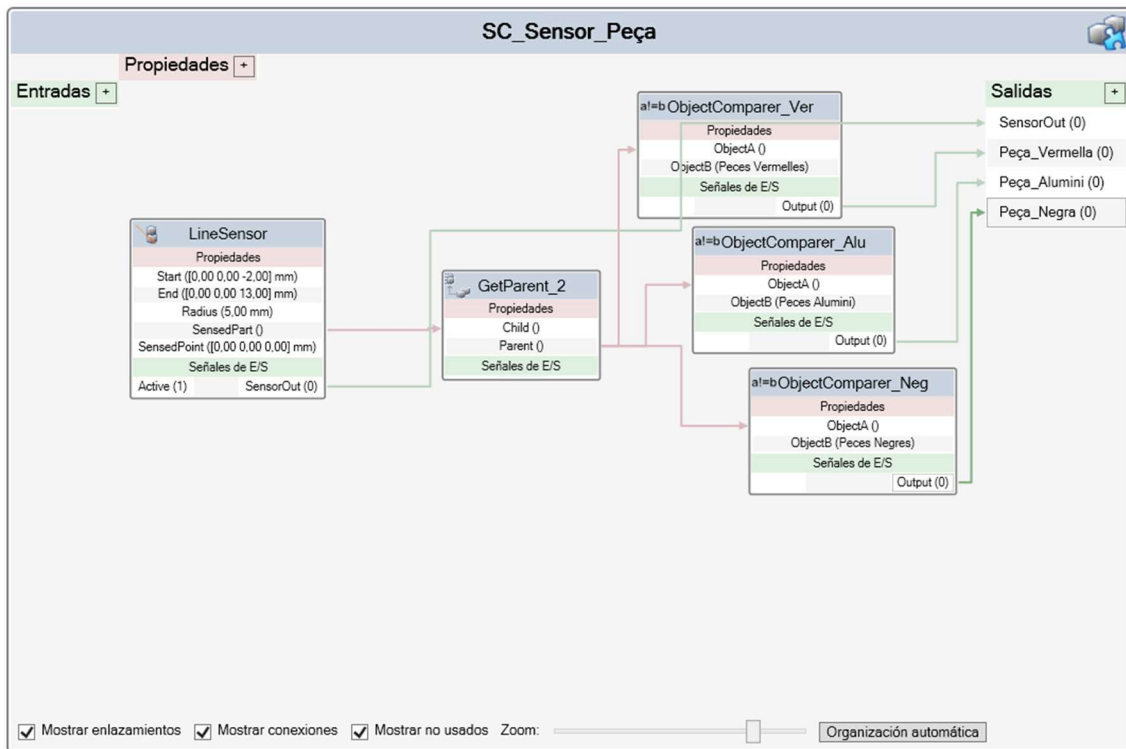 SC_Sensor_Peça
Propiedades +
Entradas +
Salidas +
SensorOut (0)
Peça_Vermella (0)
Peça_Alumini (0)
Peça_Negra (0)
LineSensor
Propiedades
Start ([0,00 0,00 -2,00] mm)
End ([0,00 0,00 13,00] mm)
Radius (5,00 mm)
SensedPart ()
SensedPoint ([0,00 0,00 0,00] mm)
Señales de E/S
Active (1) SensorOut (0)
GetParent_2
Propiedades
Child ()
Parent ()
Señales de E/S
a!=b ObjectComparer_Ver
Propiedades
ObjectA ()
ObjectB (Peces Vermelles)
Señales de E/S
Output (0)
a!=b ObjectComparer_Alu
Propiedades
ObjectA ()
ObjectB (Peces Alumini)
Señales de E/S
Output (0)
a!=b ObjectComparer_Neg
Propiedades
ObjectA ()
ObjectB (Peces Negres)
Señales de E/S
Output (0)
Mostrar enlazamientos Mostrar conexiones Mostrar no usados Zoom: Organización automática